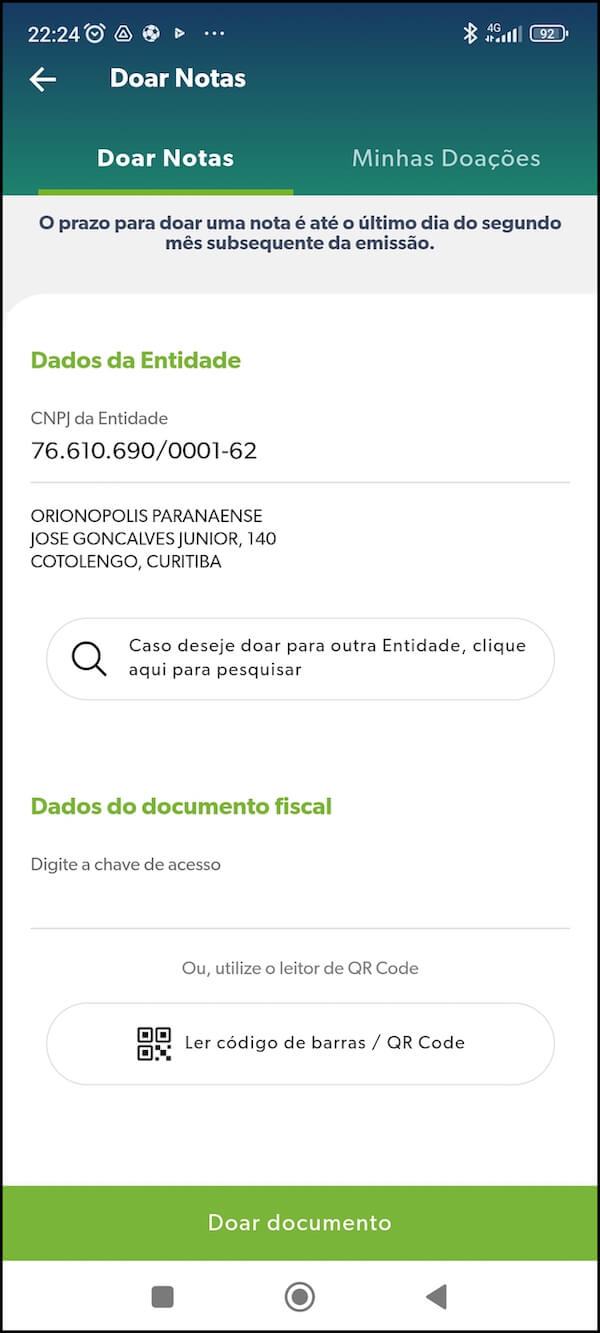 22:24
4G
92
Doar Notas
Doar Notas
Minhas Doações
O prazo para doar uma nota é até o último dia do segundo
mês subsequente da emissão.
Dados da Entidade
CNPJ da Entidade
76.610.690/0001-62
ORIONOPOLIS PARANAENSE
JOSE GONCALVES JUNIOR, 140
COTOLENGO, CURITIBA
Caso deseje doar para outra Entidade, clique
aqui para pesquisar
Dados do documento fiscal
Digite a chave de acesso
Ou, utilize o leitor de QR Code
Ler código de barras / QR Code
Doar documento